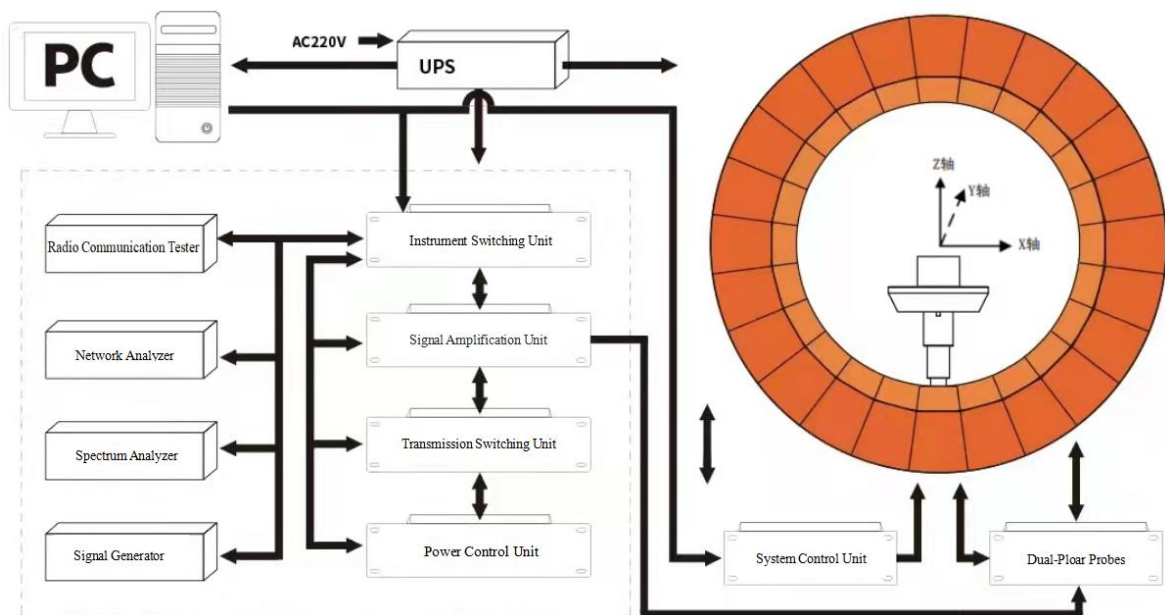 PC
AC220V
UPS
Z轴
Y轴
X轴
Radio Communication Tester
Instrument Switching Unit
Network Analyzer
Signal Amplification Unit
Spectrum Analyzer
Transmission Switching Unit
Signal Generator
Power Control Unit
System Control Unit
Dual-Ploar Probes